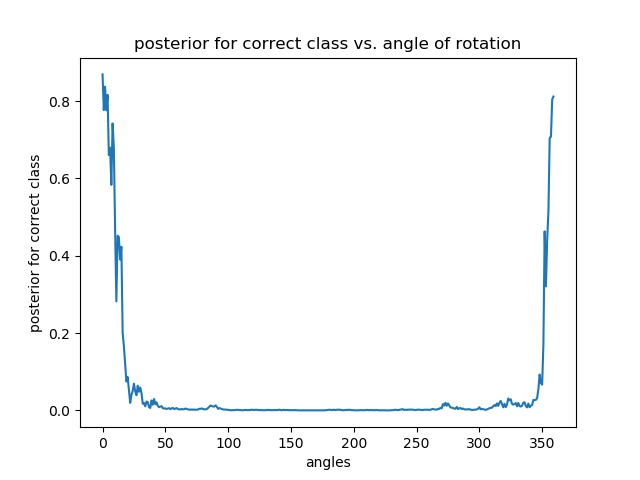 posterior for correct class vs. angle of rotation
posterior for correct class
0.8
0.6
0.4
0.2
0.0
0 50 100 150 200 250 300 350
angles